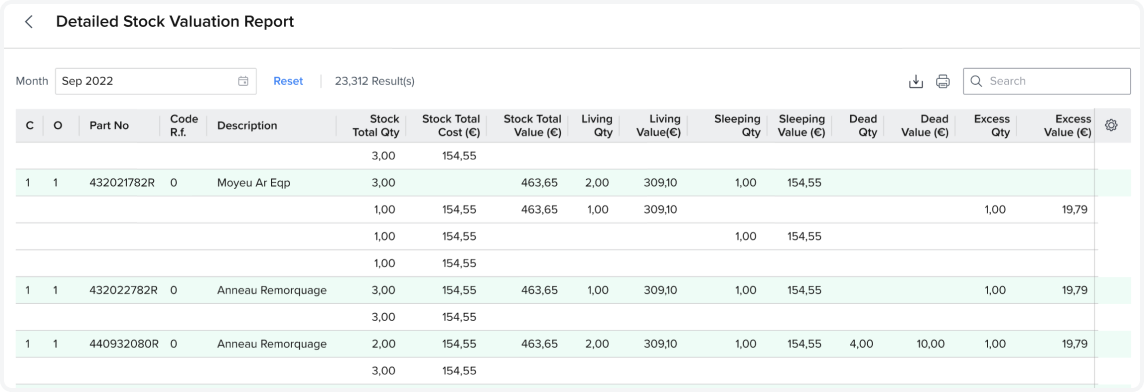 Detailed Stock Valuation Report
Month Sep 2022 Reset 23,312 Result(s) Search
C O Part No Code R.f. Description Stock Total Qty Stock Total Cost (€) Stock Total Value (€) Living Qty Living Value(€) Sleeping Qty Sleeping Value (€) Dead Qty Dead Value (€) Excess Qty Excess Value (€)
3,00 154,55
1 1 432021782R 0 Moyeu Ar Eqp 3,00 463,65 2,00 309,10 1,00 154,55
1,00 154,55 463,65 1,00 309,10 1,00 19,79
1,00 154,55 1,00 154,55
1,00 154,55
1 1 432022782R 0 Anneau Remorquage 3,00 154,55 463,65 1,00 309,10 1,00 154,55 1,00 19,79
3,00 154,55
1 1 440932080R 0 Anneau Remorquage 2,00 154,55 463,65 2,00 309,10 1,00 154,55 4,00 10,00 1,00 19,79
3,00 154,55